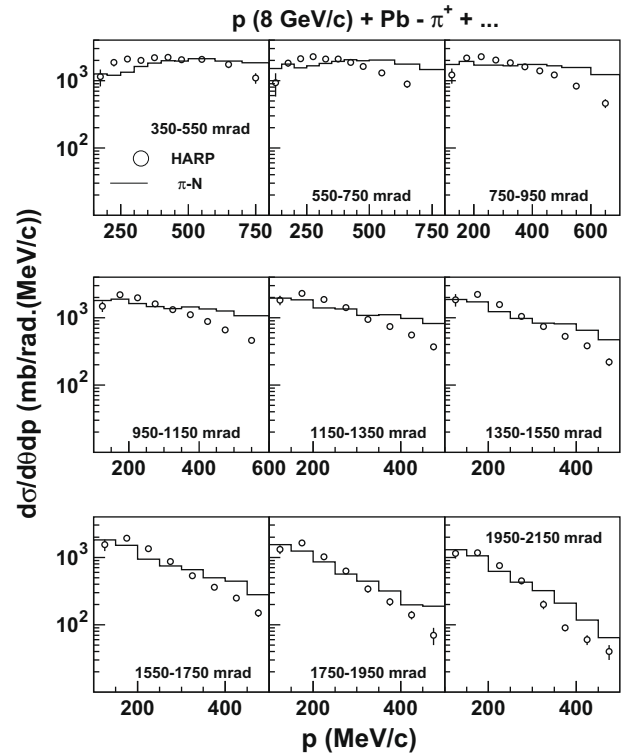 p (8 GeV/c) + Pb - π⁺ + ...
dσ/dθdp (mb/rad.(MeV/c))
10³
10²
350-550 mrad
HARP
π-N
550-750 mrad
750-950 mrad
250 500 750 250 500 750 200 400 600
10³
10²
950-1150 mrad
1150-1350 mrad
1350-1550 mrad
200 400 600 200 400 200 400
10³
10²
1550-1750 mrad
1750-1950 mrad
1950-2150 mrad
200 400 200 400 200 400
p (MeV/c)